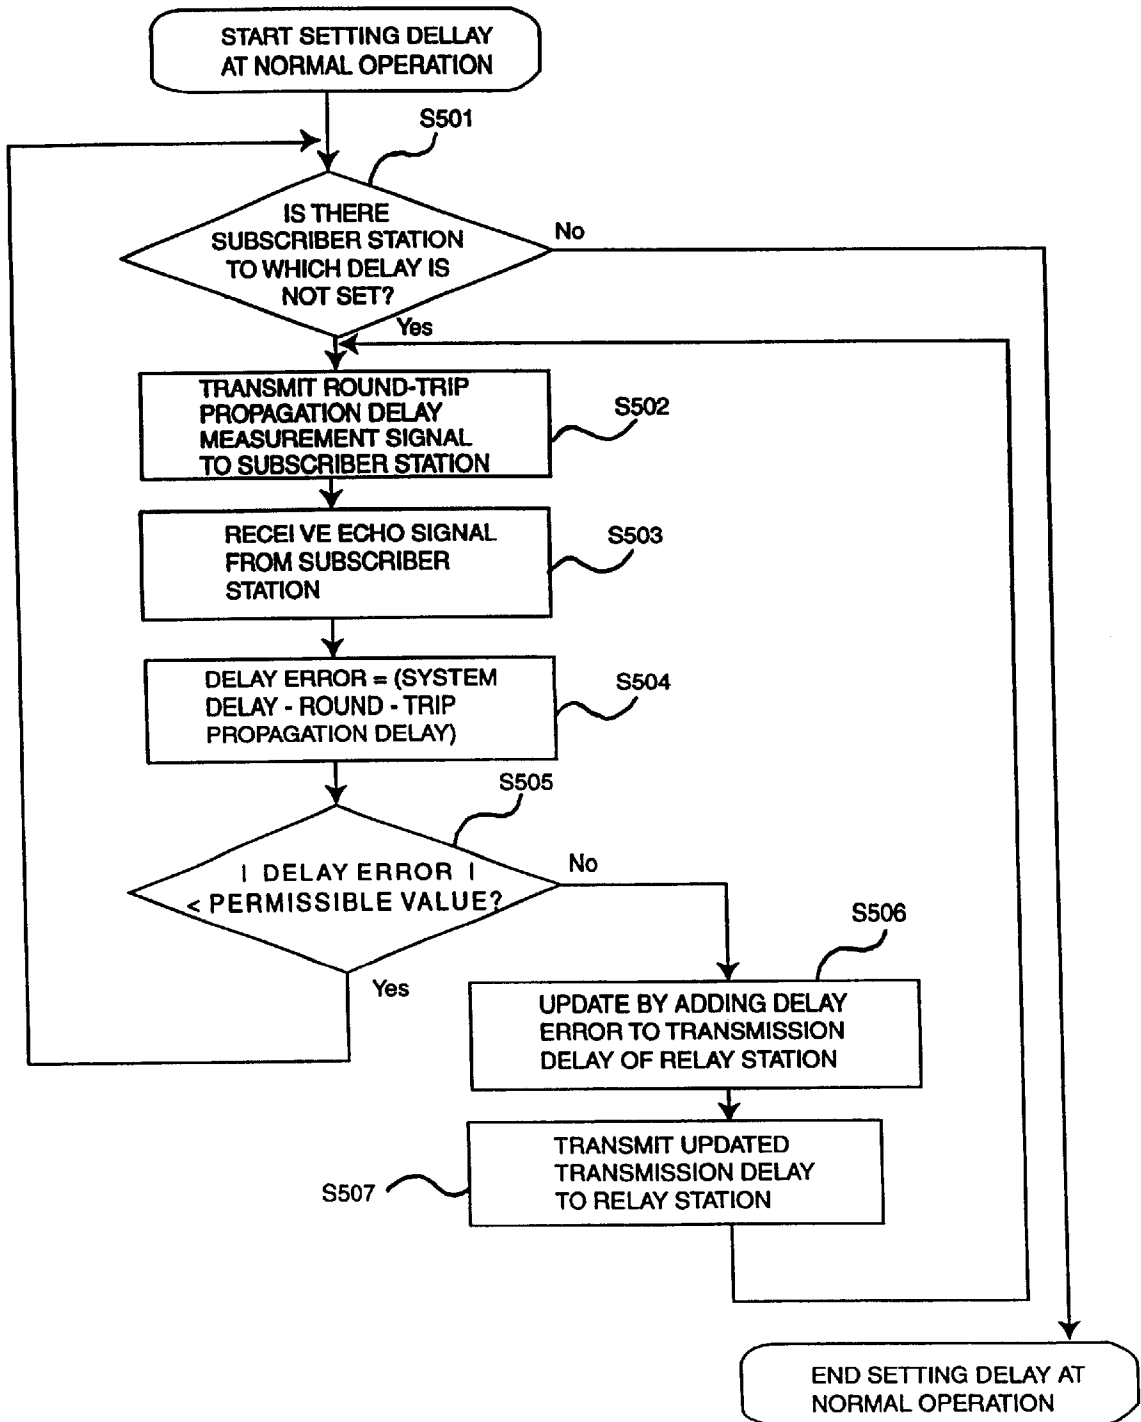 START SETTING DELLAY
AT NORMAL OPERATION
S501
IS THERE
SUBSCRIBER STATION
TO WHICH DELAY IS
NOT SET?
No
Yes
TRANSMIT ROUND-TRIP
PROPAGATION DELAY
MEASUREMENT SIGNAL
TO SUBSCRIBER STATION
S502
RECEIVE ECHO SIGNAL
FROM SUBSCRIBER
STATION
S503
DELAY ERROR = (SYSTEM
DELAY - ROUND - TRIP
PROPAGATION DELAY)
S504
S505
| DELAY ERROR |
< PERMISSIBLE VALUE?
No
Yes
S506
UPDATE BY ADDING DELAY
ERROR TO TRANSMISSION
DELAY OF RELAY STATION
TRANSMIT UPDATED
TRANSMISSION DELAY
TO RELAY STATION
S507
END SETTING DELAY AT
NORMAL OPERATION